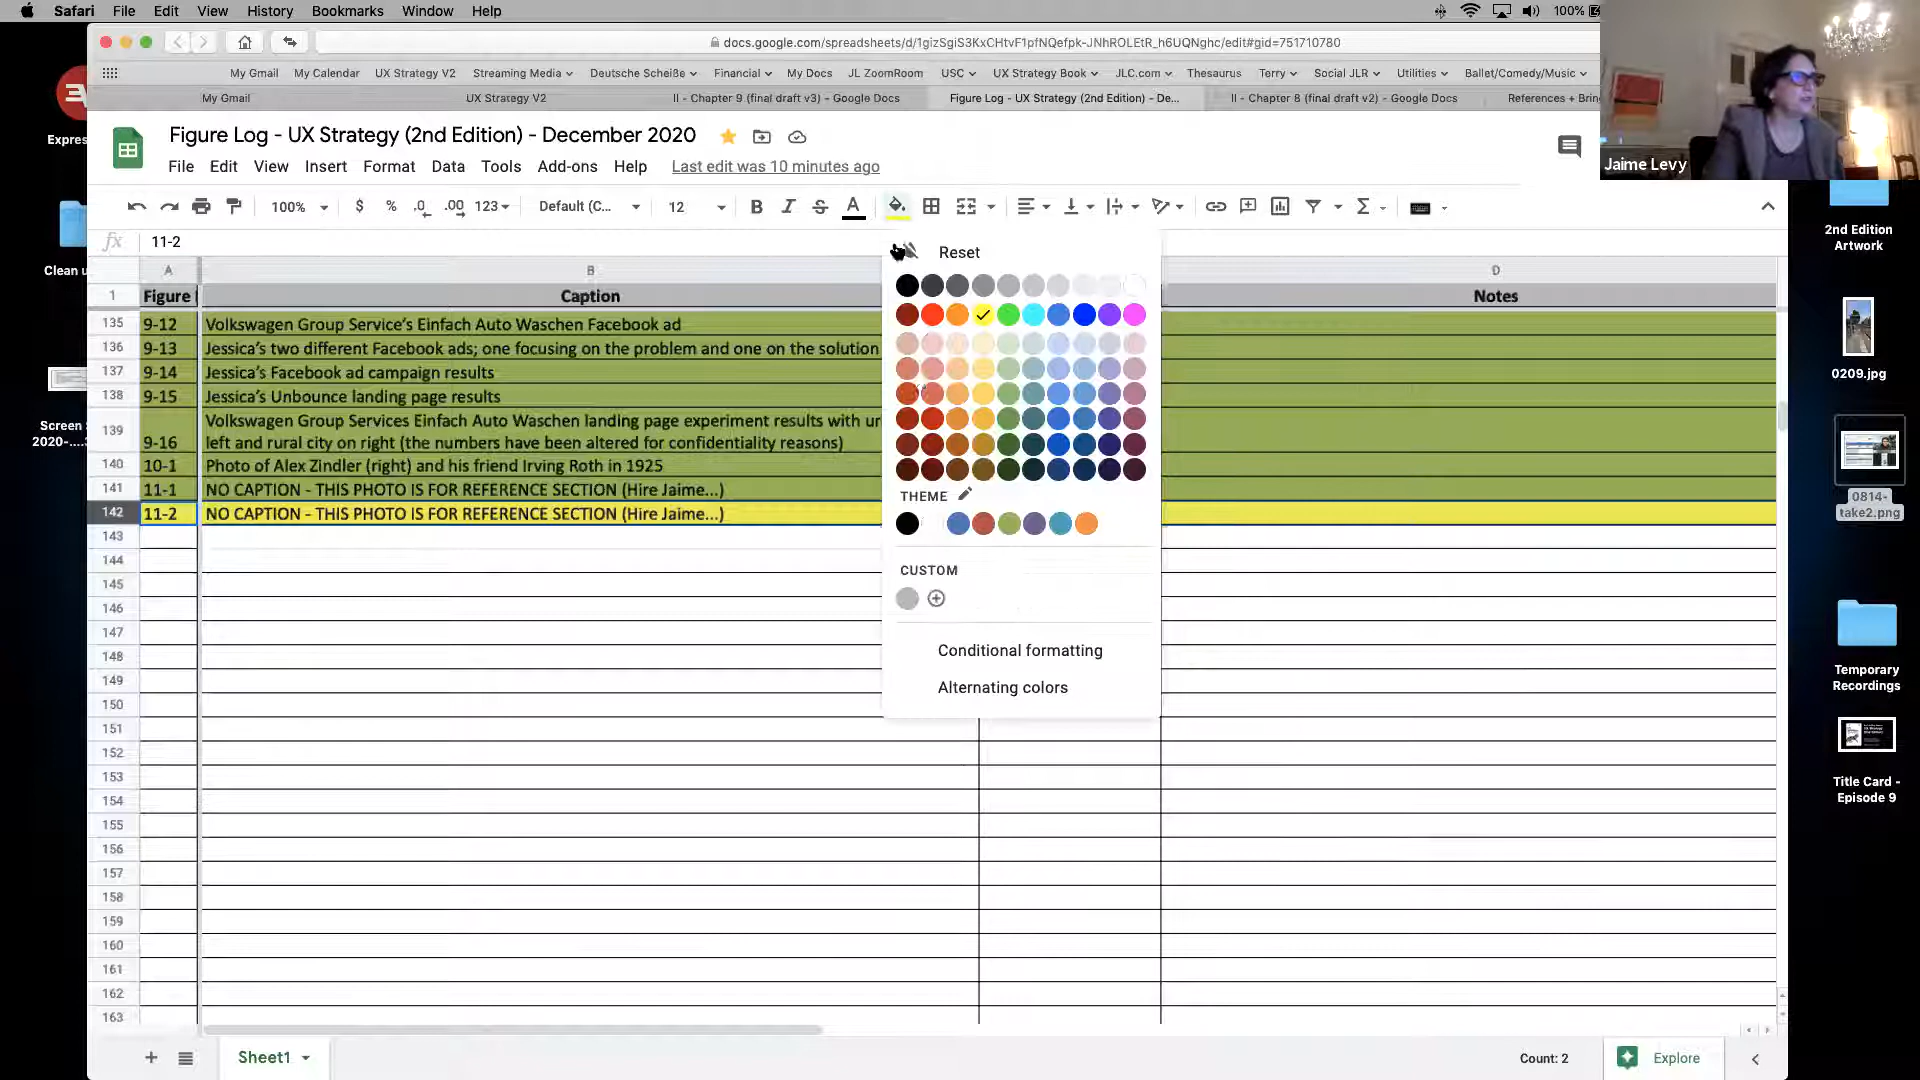 Safari File Edit View History Bookmarks Window Help
100%
docs.google.com/spreadsheets/d/1gizSgiS3KxCHtvF1pfNQefpk-JNhROLEtR_h6UQNghc/edit#gid=751710780
My Gmail My Calendar UX Strategy V2 Streaming Media Deutsche Scheiße Financial My Docs JL ZoomRoom USC UX Strategy Book JLC.com Thesaurus Terry Social JLR Utilities Ballet/Comedy/Music
My Gmail UX Strategy V2 II - Chapter 9 (final draft v3) - Google Docs Figure Log - UX Strategy (2nd Edition) - De... II - Chapter 8 (final draft v2) - Google Docs References + Brin
Figure Log - UX Strategy (2nd Edition) - December 2020
File Edit View Insert Format Data Tools Add-ons Help Last edit was 10 minutes ago
100% $ % .0 .00 123 Default (C... 12 B I S A
fx 11-2
Reset
A B D
1 Figure Caption Notes
135 9-12 Volkswagen Group Service's Einfach Auto Waschen Facebook ad
136 9-13 Jessica's two different Facebook ads; one focusing on the problem and one on the solution
137 9-14 Jessica's Facebook ad campaign results
138 9-15 Jessica's Unbounce landing page results
Volkswagen Group Services Einfach Auto Waschen landing page experiment results with ur
139 9-16 left and rural city on right (the numbers have been altered for confidentiality reasons)
140 10-1 Photo of Alex Zindler (right) and his friend Irving Roth in 1925
141 11-1 NO CAPTION - THIS PHOTO IS FOR REFERENCE SECTION (Hire Jaime...)
142 11-2 NO CAPTION - THIS PHOTO IS FOR REFERENCE SECTION (Hire Jaime...)
143
144
145
146
147
148
149
150
151
152
153
154
155
156
157
158
159
160
161
162
163
THEME
CUSTOM
Conditional formatting
Alternating colors
Sheet1
Count: 2
Explore
Expres
Clean u
Screen S
2020-....3
Jaime Levy
2nd Edition
Artwork
0209.jpg
0814-
take2.png
Temporary
Recordings
Title Card -
Episode 9